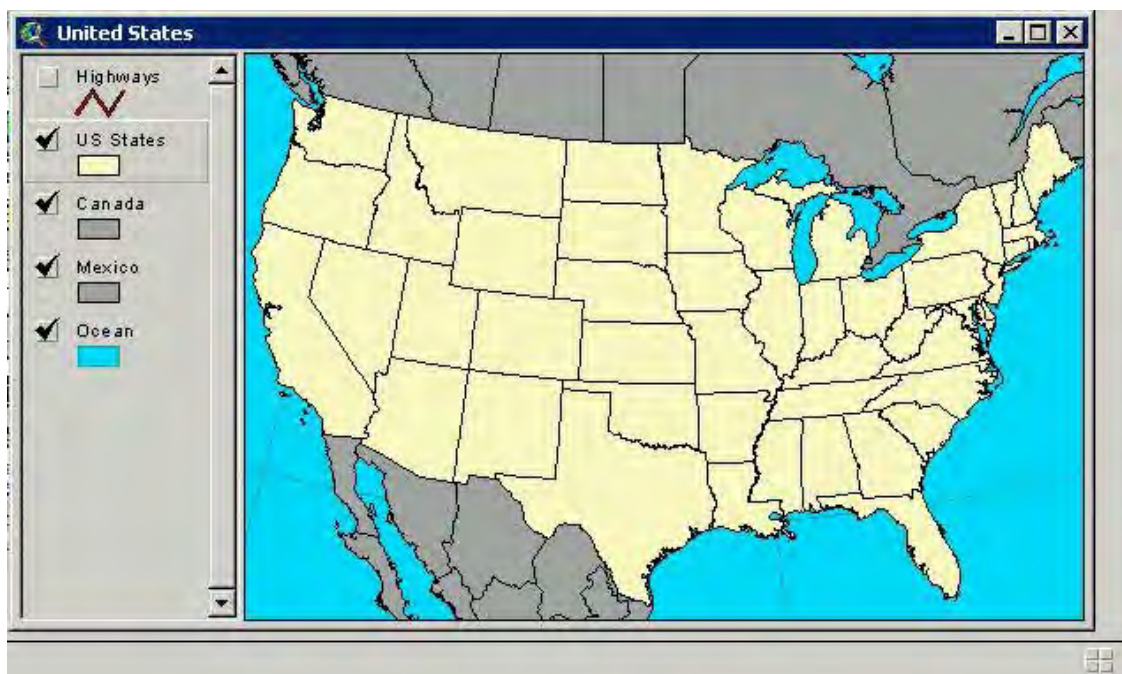 United States
Highways
US States
Canada
Mexico
Ocean